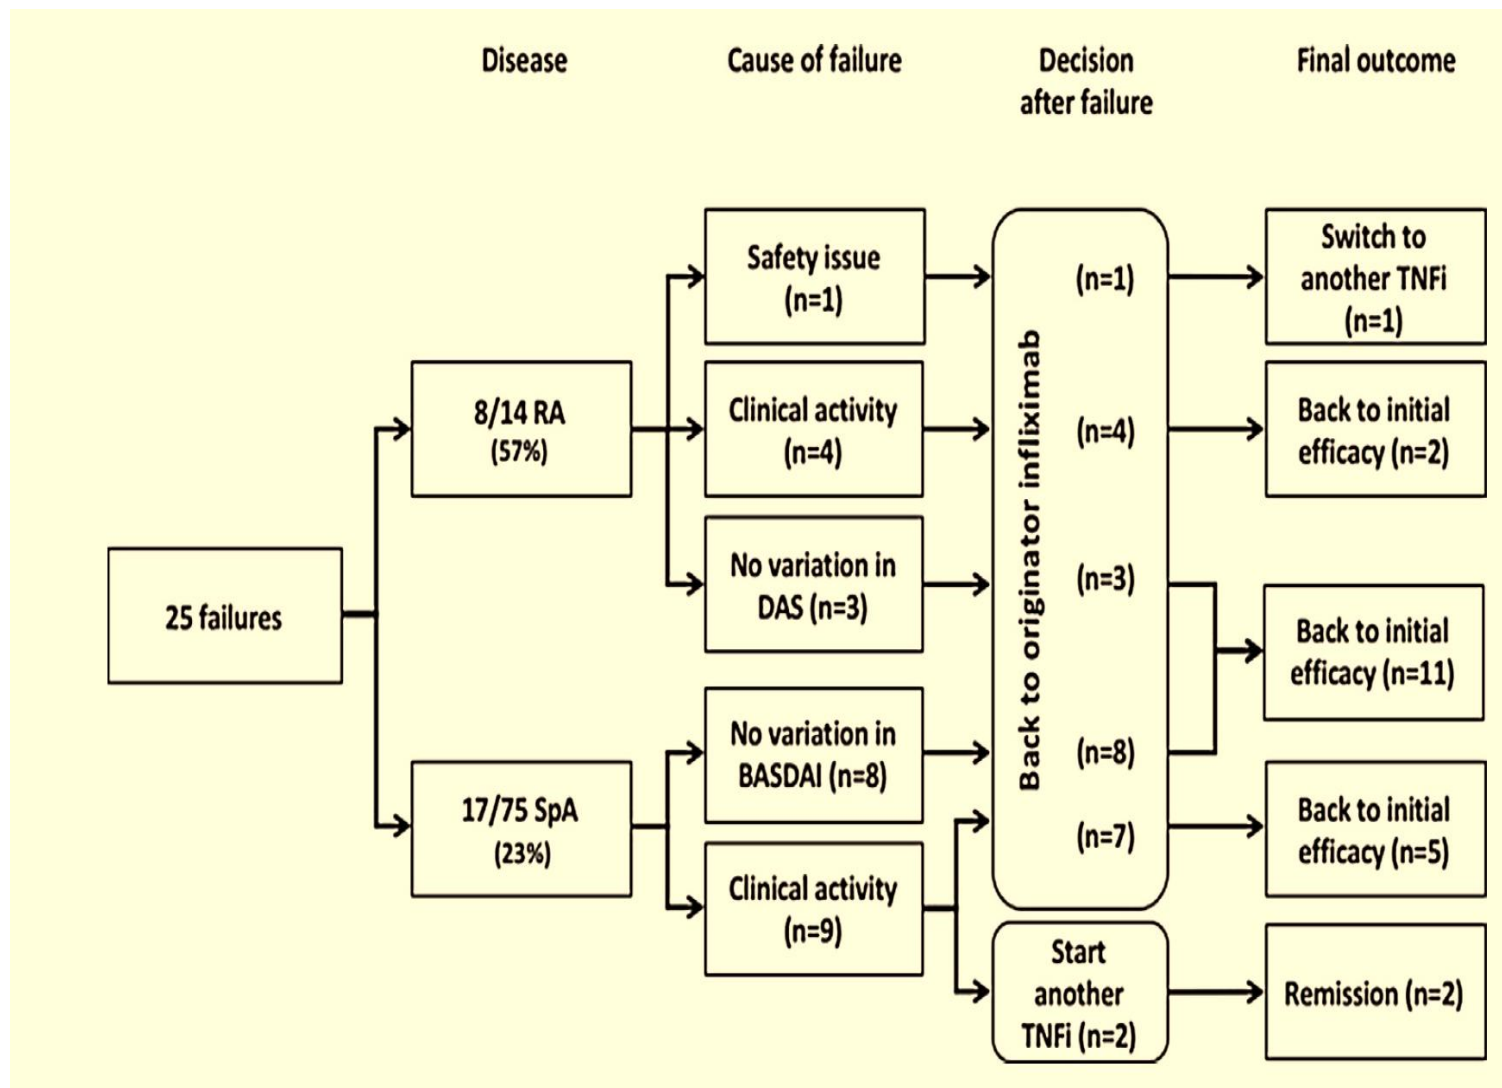 Disease
Cause of failure
Decision
after failure
Final outcome
25 failures
8/14 RA
(57%)
17/75 SpA
(23%)
Safety issue
(n=1)
Clinical activity
(n=4)
No variation in
DAS (n=3)
No variation in
BASDAI (n=8)
Clinical activity
(n=9)
Back to originator infliximab
(n=1)
(n=4)
(n=3)
(n=8)
(n=7)
Start
another
TNFi (n=2)
Switch to
another TNFi
(n=1)
Back to initial
efficacy (n=2)
Back to initial
efficacy (n=11)
Back to initial
efficacy (n=5)
Remission (n=2)